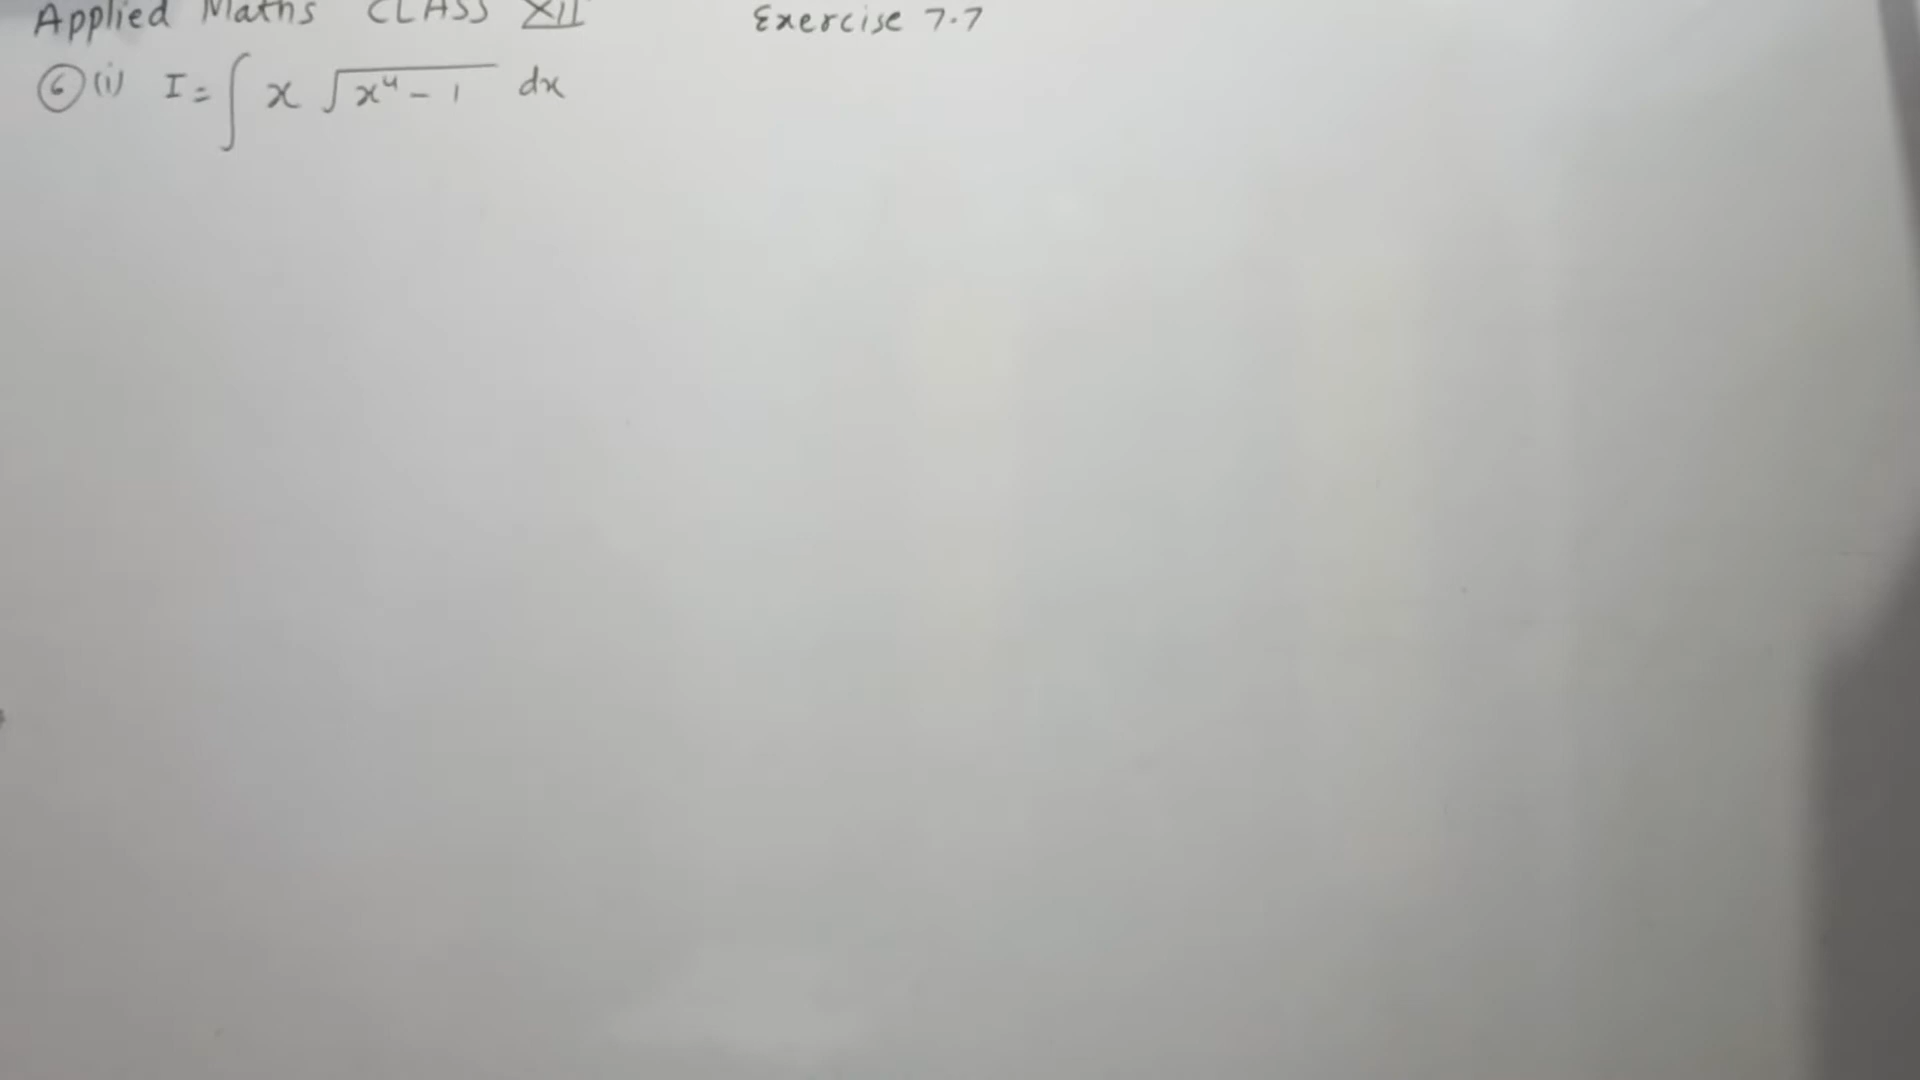 Applied Maths CLASS XII Exercise 7.7
⑥(i) I = ∫ x √(x⁴ - 1) dx